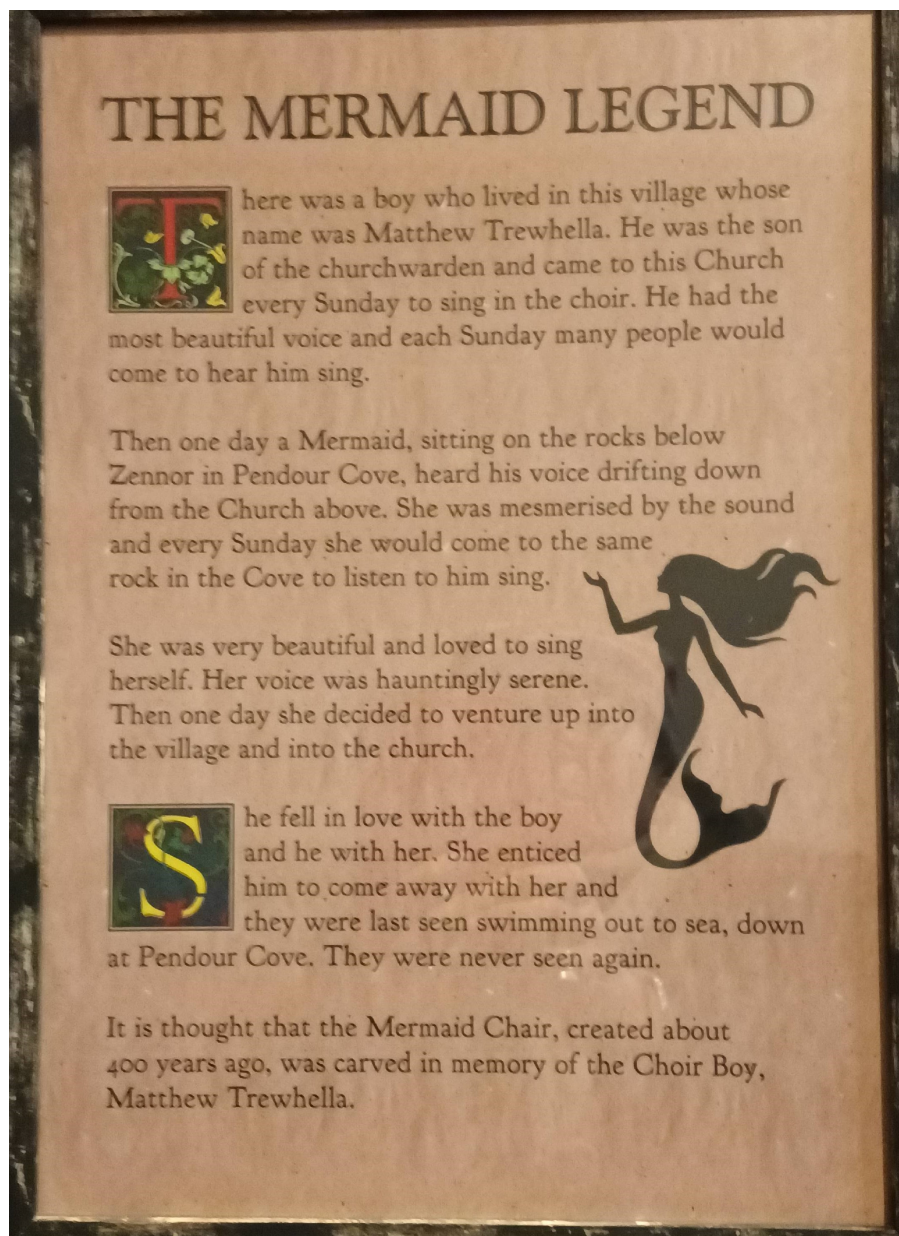 THE MERMAID LEGEND
There was a boy who lived in this village whose
name was Matthew Trewhella. He was the son
of the churchwarden and came to this Church
every Sunday to sing in the choir. He had the
most beautiful voice and each Sunday many people would
come to hear him sing.
Then one day a Mermaid, sitting on the rocks below
Zennor in Pendour Cove, heard his voice drifting down
from the Church above. She was mesmerised by the sound
and every Sunday she would come to the same
rock in the Cove to listen to him sing.
She was very beautiful and loved to sing
herself. Her voice was hauntingly serene.
Then one day she decided to venture up into
the village and into the church.
She fell in love with the boy
and he with her. She enticed
him to come away with her and
they were last seen swimming out to sea, down
at Pendour Cove. They were never seen again.
It is thought that the Mermaid Chair, created about
400 years ago, was carved in memory of the Choir Boy,
Matthew Trewhella.